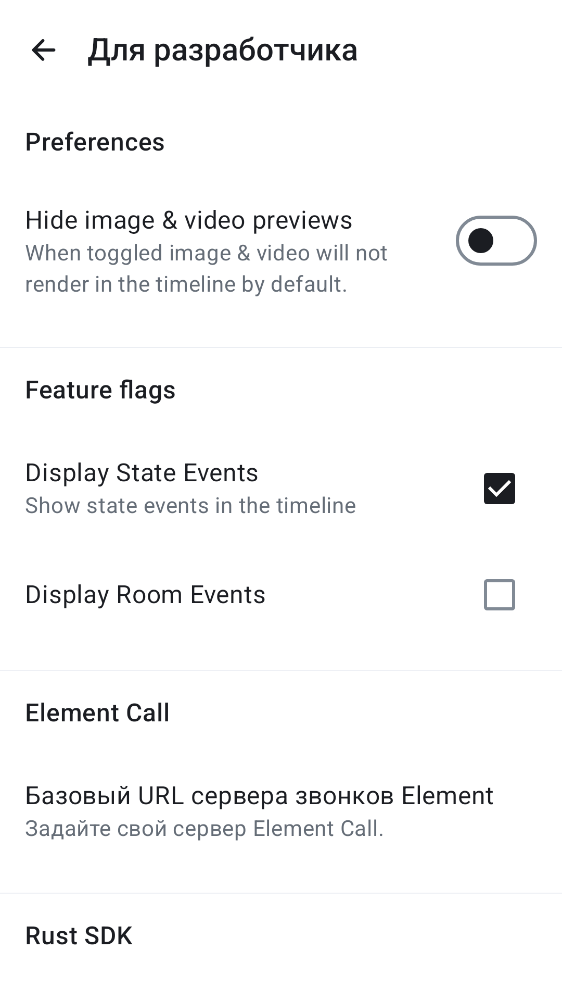 Для разработчика
Preferences
Hide image & video previews
When toggled image & video will not
render in the timeline by default.
Feature flags
Display State Events
Show state events in the timeline
Display Room Events
Element Call
Базовый URL сервера звонков Element
Задайте свой сервер Element Call.
Rust SDK